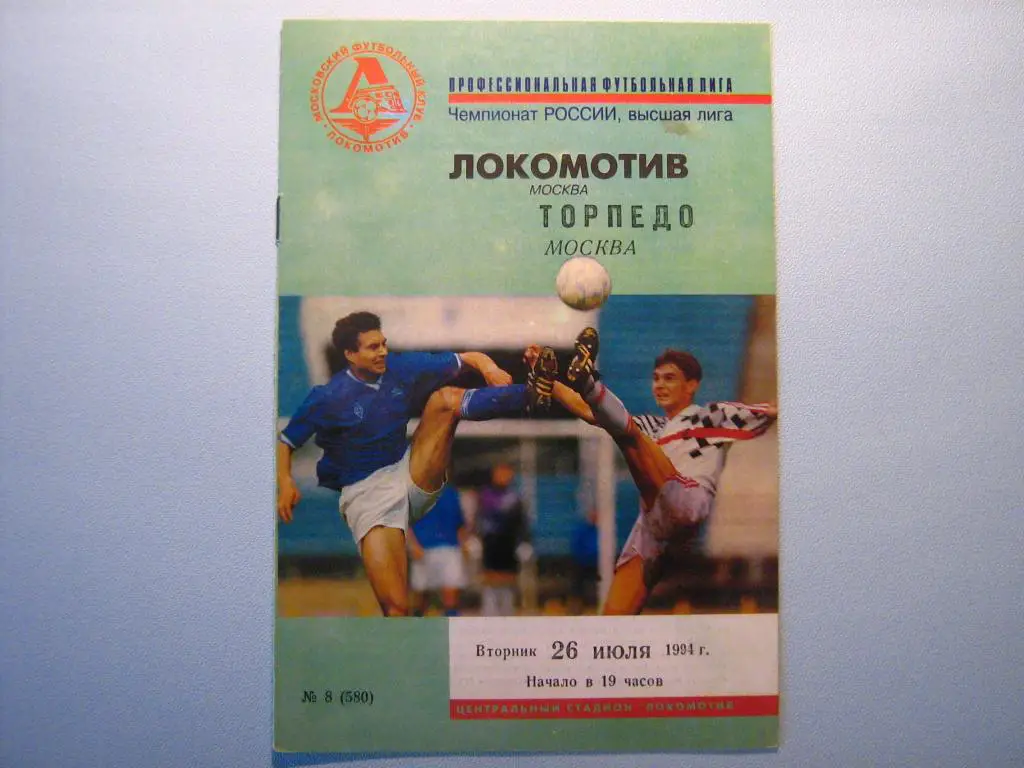 МОСКОВСКИЙ ФУТБОЛЬНЫЙ КЛУБ
ЛОКОМОТИВ
ПРОФЕССИОНАЛЬНАЯ ФУТБОЛЬНАЯ ЛИГА
Чемпионат РОССИИ, высшая лига
ЛОКОМОТИВ
МОСКВА
ТОРПЕДО
МОСКВА
Вторник 26 июля 1994 г.
Начало в 19 часов
№ 8 (580)
ЦЕНТРАЛЬНЫЙ СТАДИОН ЛОКОМОТИВ